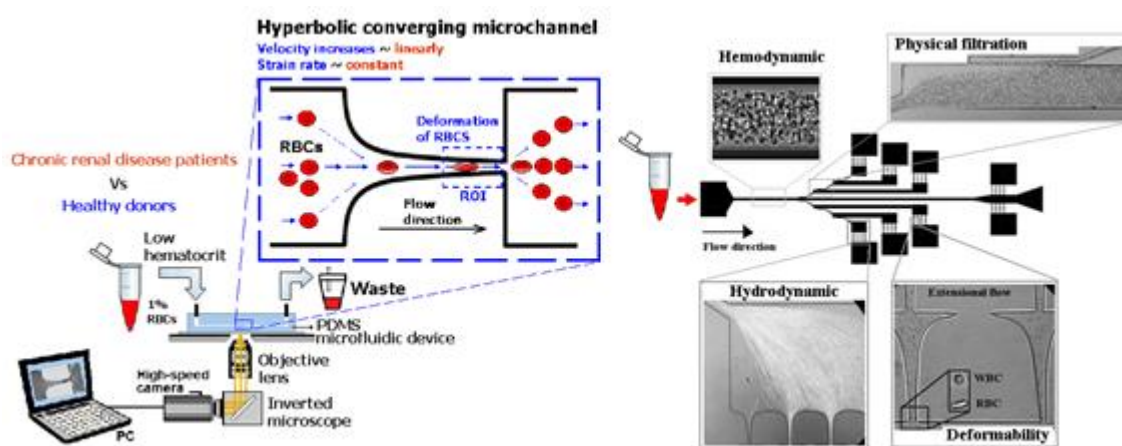 Hyperbolic converging microchannel
Velocity increases ~ linearly
Strain rate ~ constant
Deformation
of RBCS
RBCs
ROI
Flow
direction
Chronic renal disease patients
Vs
Healthy donors
Low
hematocrit
1%
RBCs
Waste
PDMS
microfluidic device
Objective
lens
High-speed
camera
Inverted
microscope
PC
Physical filtration
Hemodynamic
Flow direction
Hydrodynamic
Extensional flow
WBC
RBC
Deformability